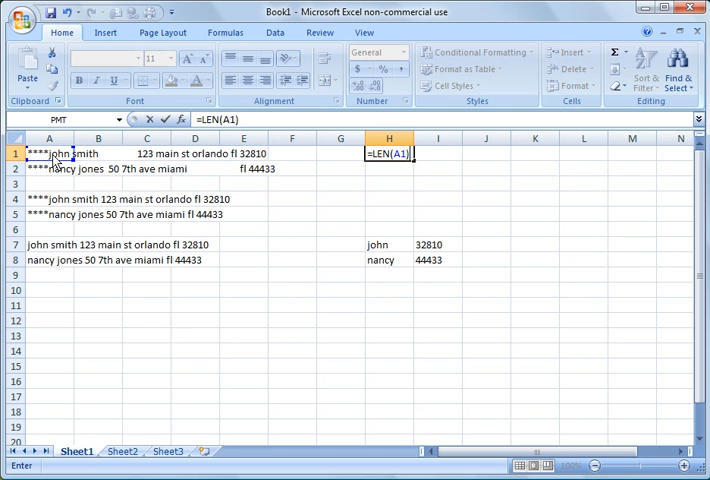 Book1 - Microsoft Excel non-commercial use
Home Insert Page Layout Formulas Data Review View
Paste
Clipboard
11
B I U
Font
Alignment
General
$ % ,
Number
Conditional Formatting
Format as Table
Cell Styles
Styles
Insert
Delete
Format
Cells
Σ
Sort & Filter
Find & Select
Editing
PMT fx =LEN(A1)
A B C D E F G H I J K L M N
1 ****john smith 123 main st orlando fl 32810 =LEN(A1)
2 ****nancy jones 50 7th ave miami fl 44433
3
4 ****john smith 123 main st orlando fl 32810
5 ****nancy jones 50 7th ave miami fl 44433
6
7 john smith 123 main st orlando fl 32810 john 32810
8 nancy jones 50 7th ave miami fl 44433 nancy 44433
9
10
11
12
13
14
15
16
17
18
19
20
Sheet1 Sheet2 Sheet3
Enter 100%